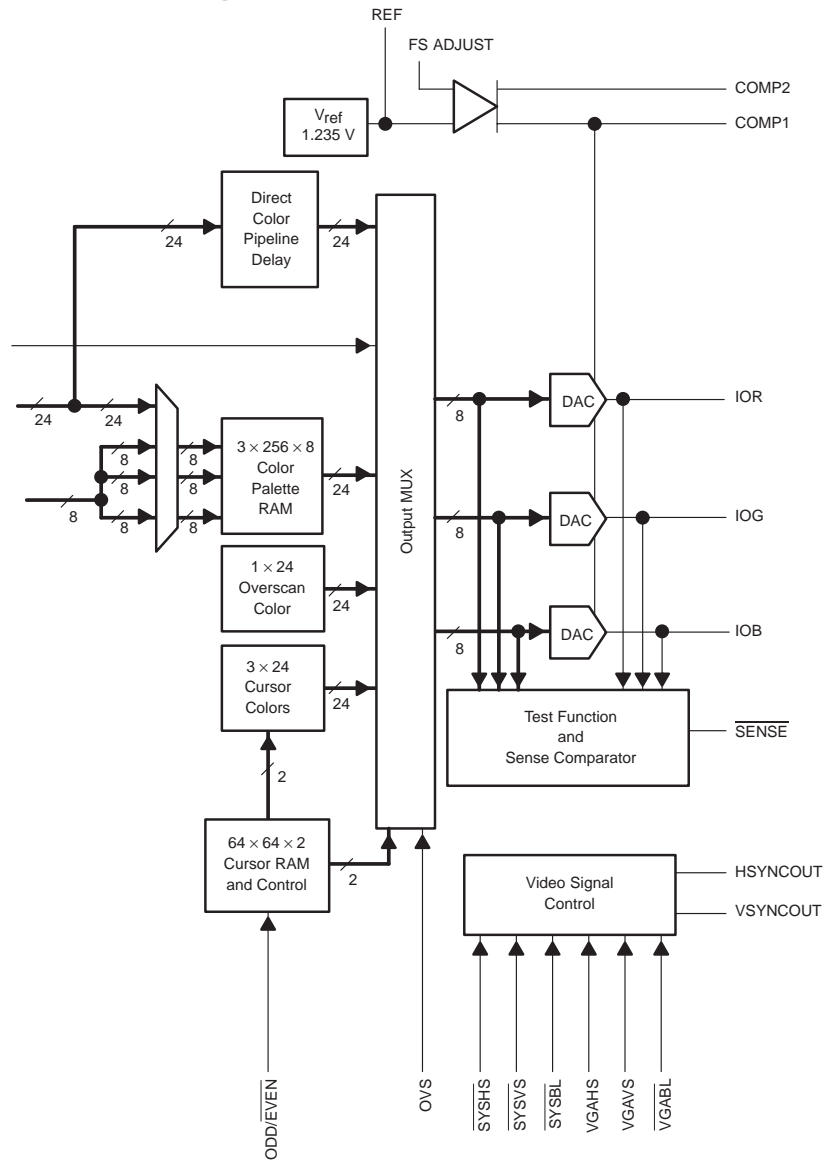 REF
FS ADJUST
COMP2
COMP1
Vref
1.235 V
Direct
Color
Pipeline
Delay
24
24
24
24
8
8
8
8
8
8
8
3 × 256 × 8
Color
Palette
RAM
24
1 × 24
Overscan
Color
24
3 × 24
Cursor
Colors
24
2
64 × 64 × 2
Cursor RAM
and Control
2
Output MUX
8
DAC
IOR
8
DAC
IOG
8
DAC
IOB
Test Function
and
Sense Comparator
SENSE
Video Signal
Control
HSYNCOUT
VSYNCOUT
ODD/EVEN
OVS
SYSHS
SYSVS
SYSBL
VGAHS
VGAVS
VGABL